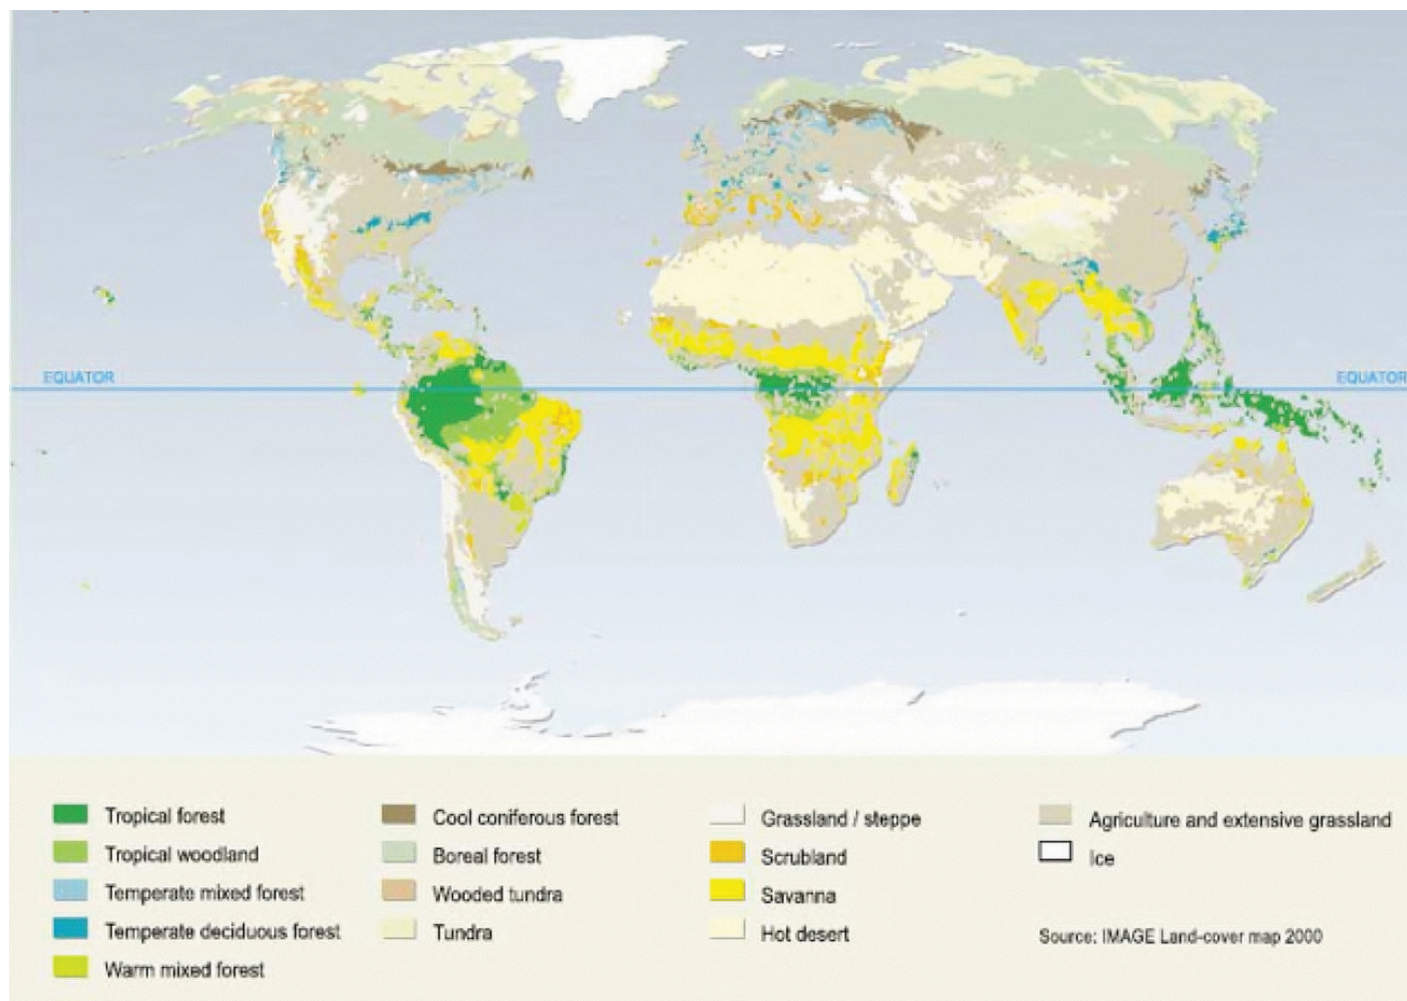 EQUATOR
EQUATOR
Tropical forest
Tropical woodland
Temperate mixed forest
Temperate deciduous forest
Warm mixed forest
Cool coniferous forest
Boreal forest
Wooded tundra
Tundra
Grassland / steppe
Scrubland
Savanna
Hot desert
Agriculture and extensive grassland
Ice
Source: IMAGE Land-cover map 2000